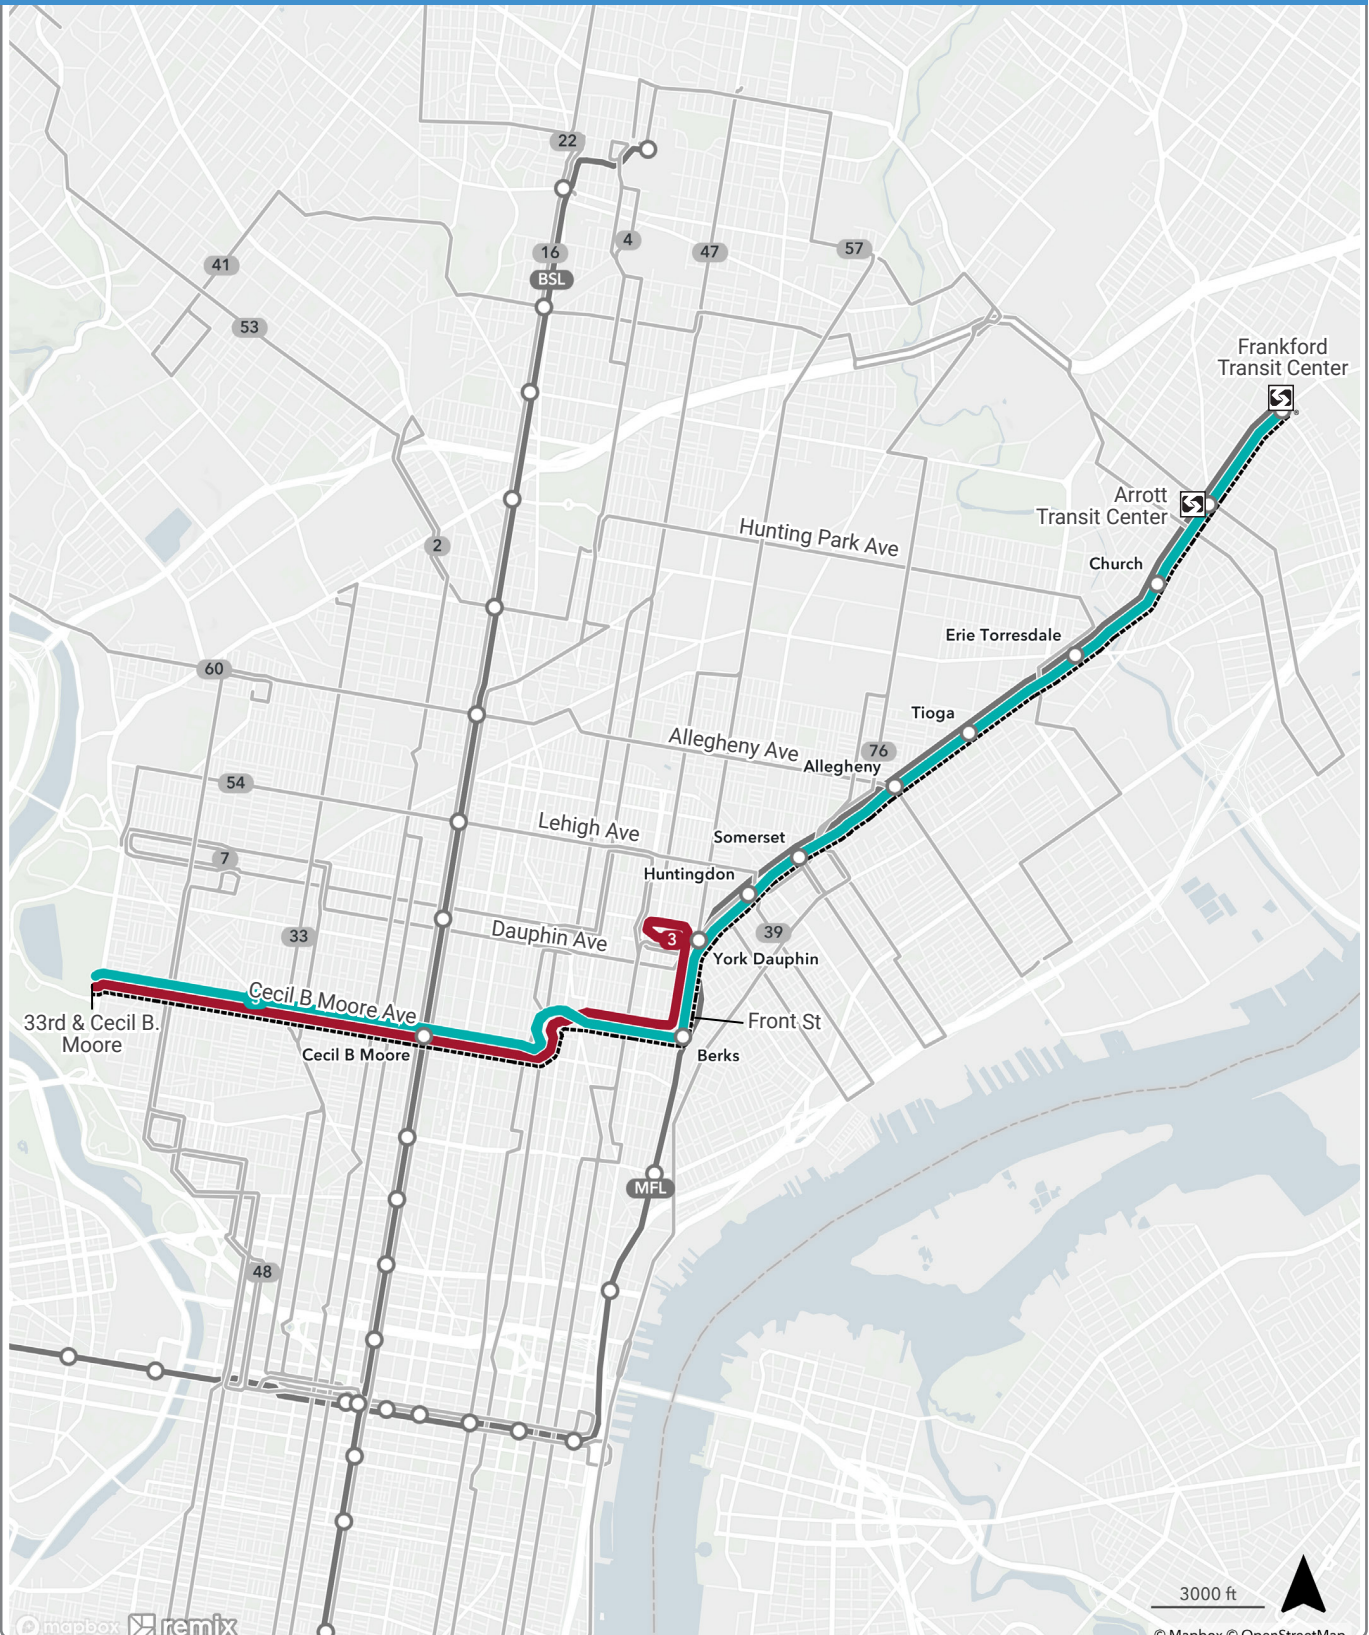 22
4
16
47
57
BSL
41
53
Frankford
Transit Center
Arrott
Transit Center
Hunting Park Ave
2
Church
Erie Torresdale
60
Tioga
Allegheny Ave
76
Allegheny
54
Lehigh Ave
Somerset
7
Huntingdon
33
Dauphin Ave
3
39
York Dauphin
Cecil B Moore Ave
33rd & Cecil B.
Moore
Front St
Cecil B Moore
Berks
MFL
48
3000 ft
mapbox
remix
© Mapbox © OpenStreetMap